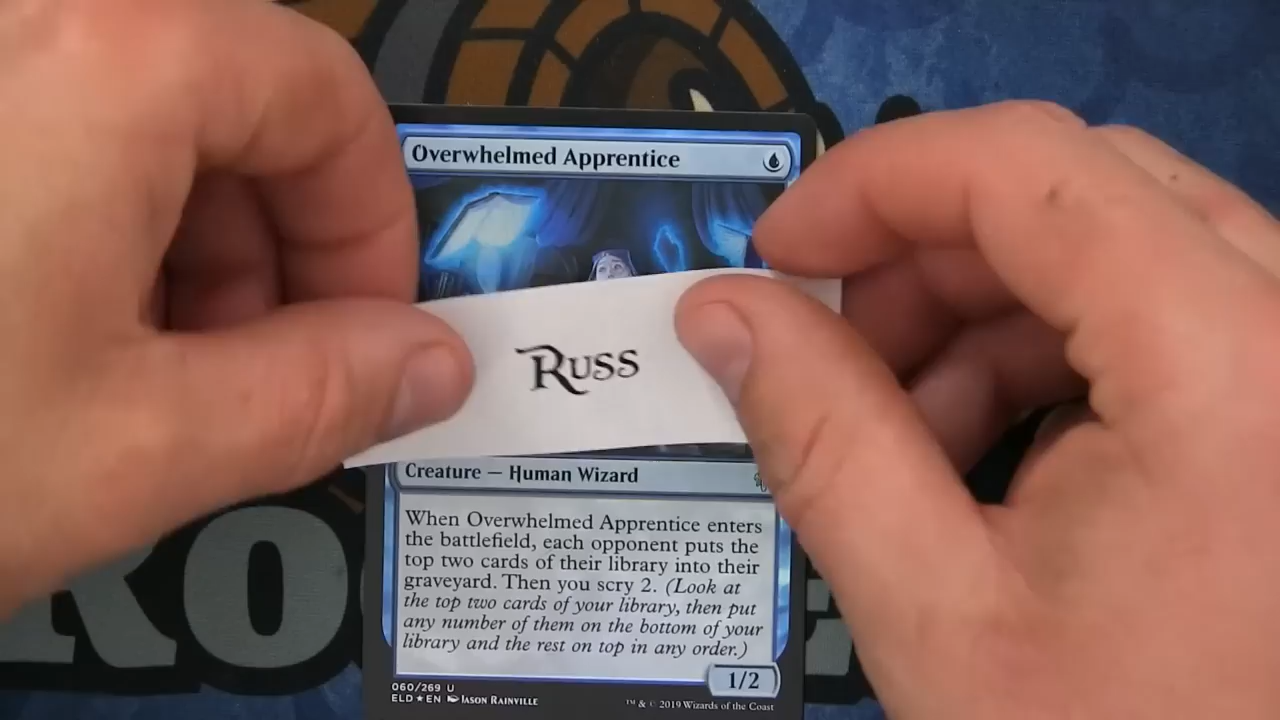 Overwhelmed Apprentice
Russ
Creature — Human Wizard
When Overwhelmed Apprentice enters
the battlefield, each opponent puts the
top two cards of their library into their
graveyard. Then you scry 2. (Look at
the top two cards of your library, then put
any number of them on the bottom of your
library and the rest on top in any order.)
1/2
060/269 U
ELD★EN Jason Rainville
™ & © 2019 Wizards of the Coast